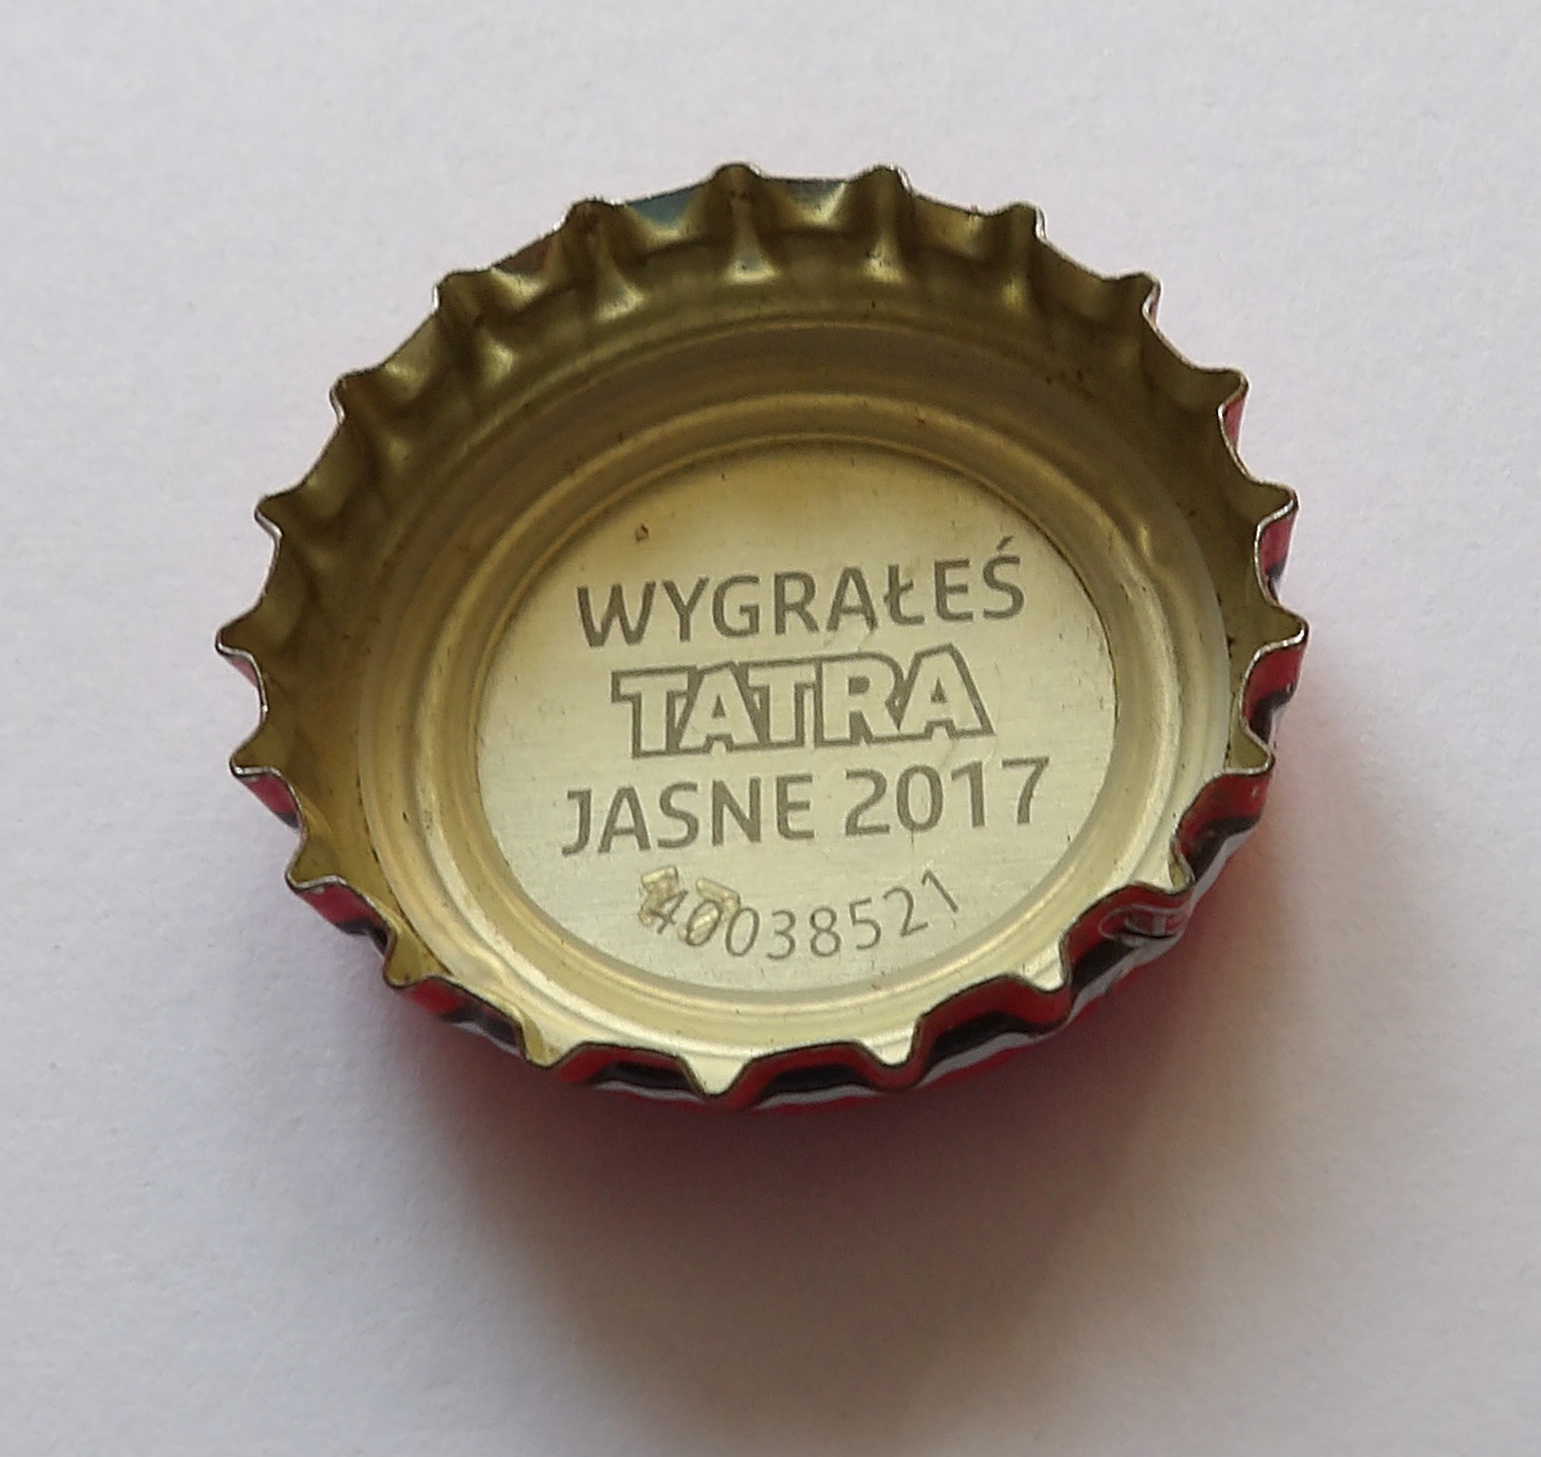 WYGRAŁEŚ
TATRA
JASNE 2017
40038521